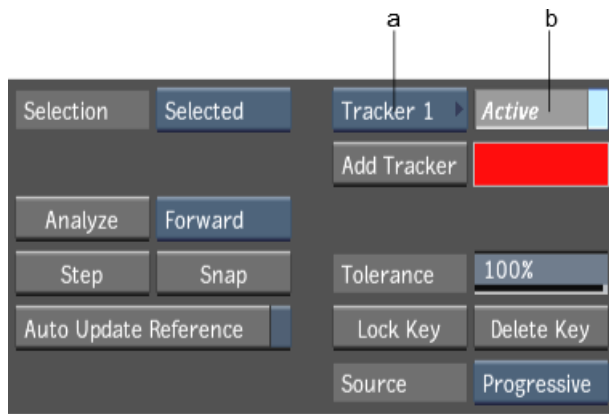 a b
Selection Selected Tracker 1 Active
Add Tracker
Analyze Forward
Step Snap Tolerance 100%
Auto Update Reference Lock Key Delete Key
Source Progressive